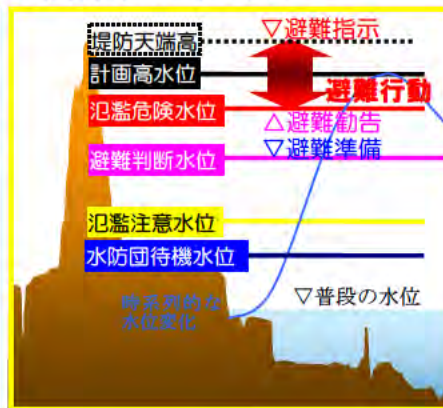 堤防天端高
▽避難指示
計画高水位
避難行動
氾濫危険水位
△避難勧告
▽避難準備
避難判断水位
氾濫注意水位
水防団待機水位
時系列的な
水位変化
▽普段の水位